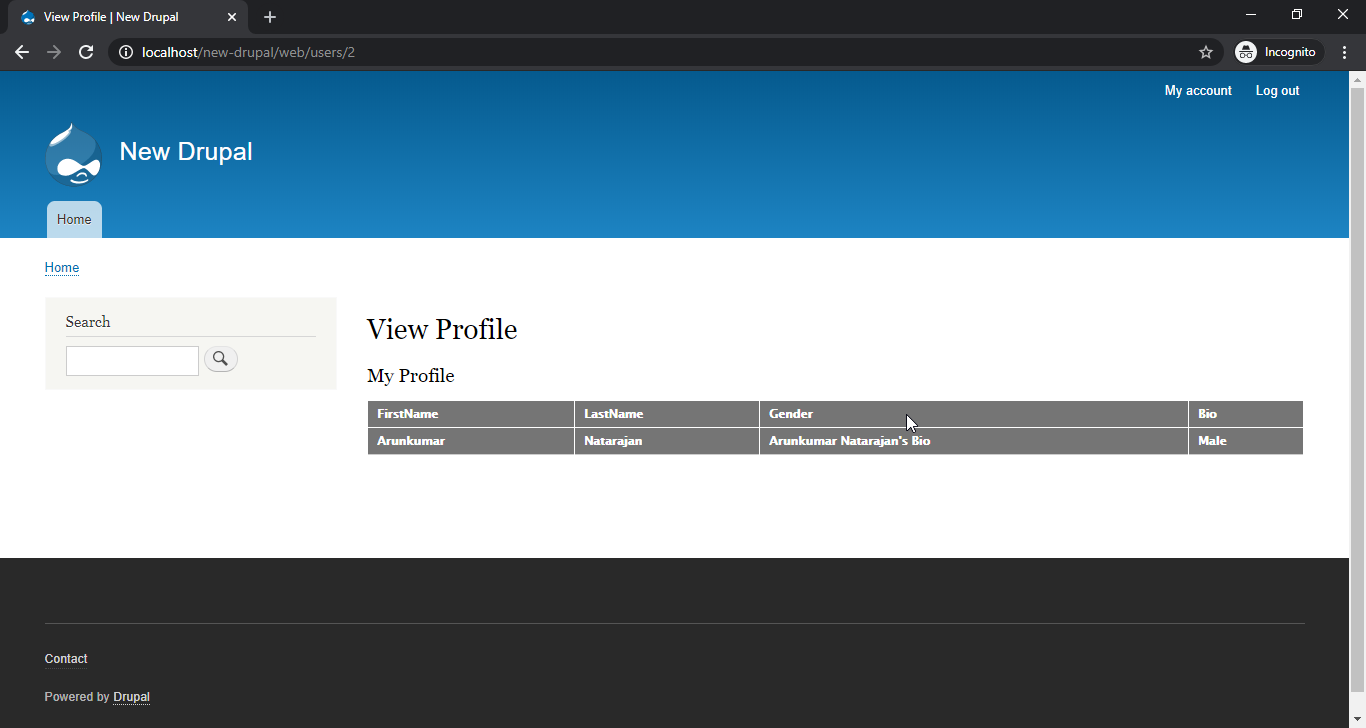 View Profile | New Drupal
localhost/new-drupal/web/users/2
Incognito
My account Log out
New Drupal
Home
Home
Search
View Profile
My Profile
FirstName LastName Gender Bio
Arunkumar Natarajan Arunkumar Natarajan's Bio Male
Contact
Powered by Drupal